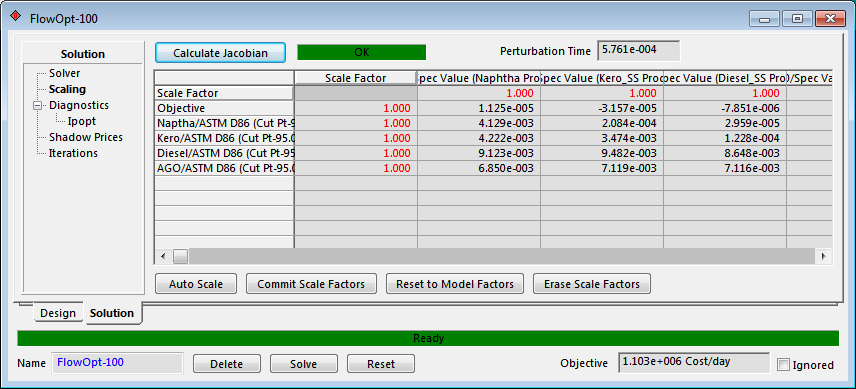 FlowOpt-100
Solution
Solver
Scaling
Diagnostics
Ipopt
Shadow Prices
Iterations
Calculate Jacobian
OK
Perturbation Time 5.761e-004
Scale Factor pec Value (Naphtha Pro Spec Value (Kero_SS Pro pec Value (Diesel_SS Pro O/Spec Va
Scale Factor 1.000 1.000 1.000
Objective 1.000 1.125e-005 -3.157e-005 -7.851e-006
Naptha/ASTM D86 (Cut Pt-9 1.000 4.129e-003 2.084e-004 2.959e-005
Kero/ASTM D86 (Cut Pt-95.0 1.000 4.222e-003 3.474e-003 1.228e-004
Diesel/ASTM D86 (Cut Pt-95 1.000 9.123e-003 9.482e-003 8.648e-003
AGO/ASTM D86 (Cut Pt-95.0 1.000 6.850e-003 7.119e-003 7.116e-003
Auto Scale Commit Scale Factors Reset to Model Factors Erase Scale Factors
Design Solution
Ready
Name FlowOpt-100 Delete Solve Reset Objective 1.103e+006 Cost/day Ignored